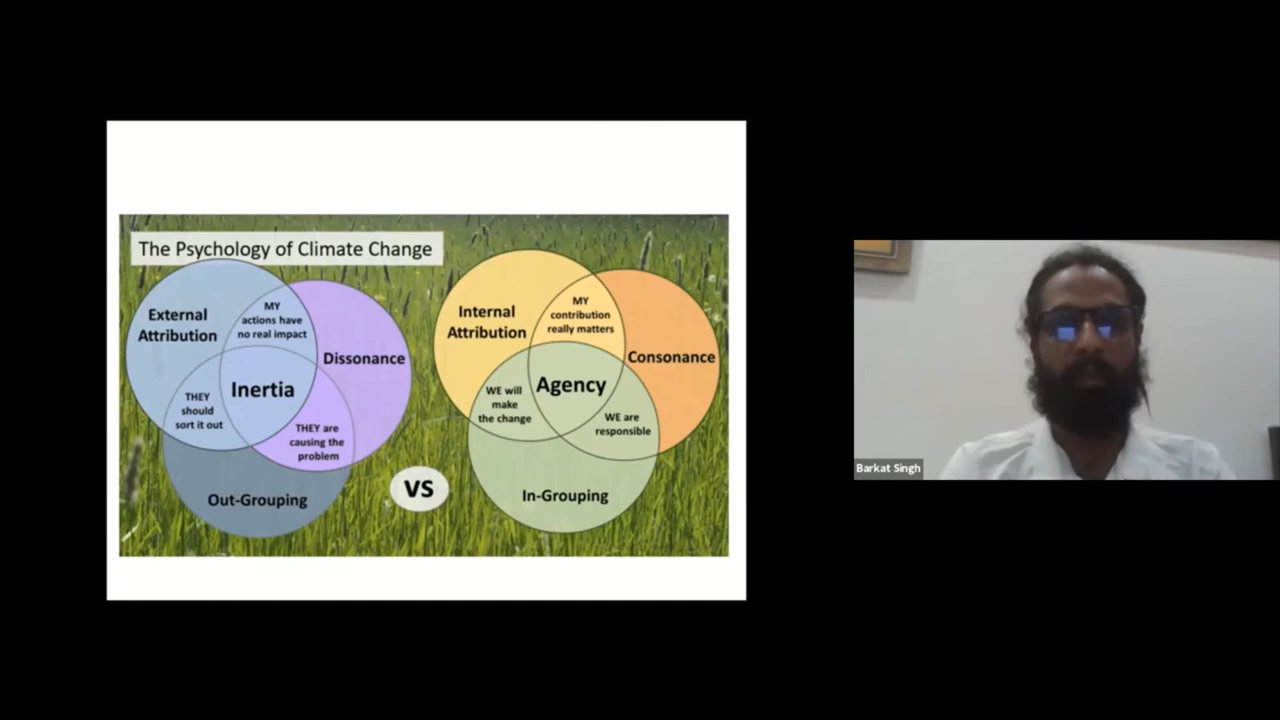 The Psychology of Climate Change
External
Attribution
MY
actions have
no real impact
Dissonance
Inertia
THEY
should
sort it out
THEY are
causing the
problem
Out-Grouping
VS
Internal
Attribution
MY
contribution
really matters
Consonance
Agency
WE will
make
the change
WE are
responsible
In-Grouping
Barkat Singh